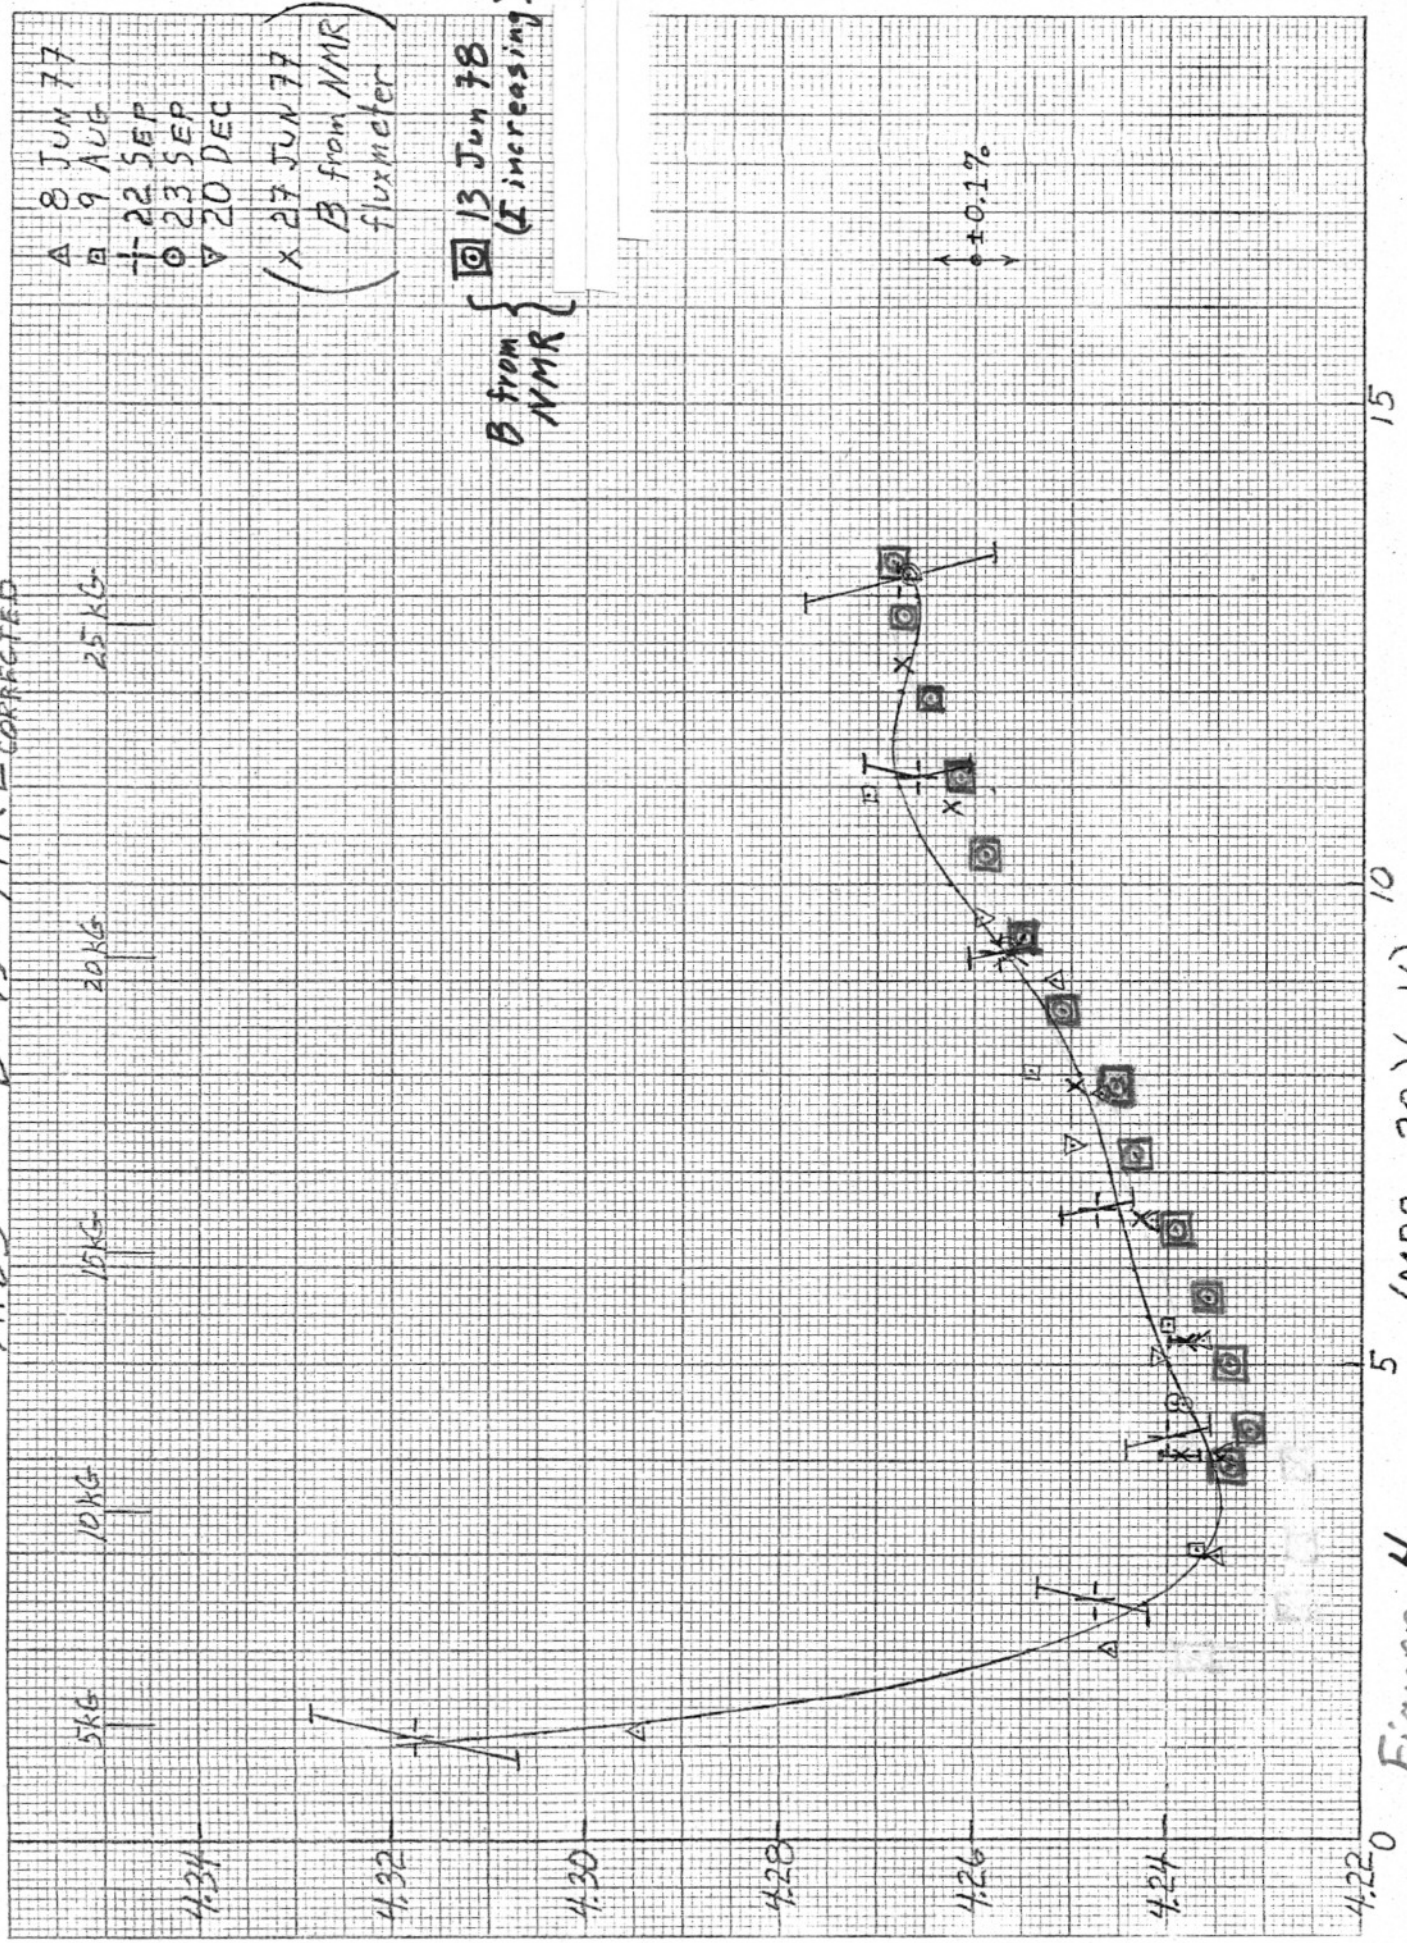 CORRECTED
5kG
10kG
15kG
20kG
25kG
△ 8 JUN 77
⊡ 9 AUG
-|- 22 SEP
⊙ 23 SEP
▽ 20 DEC
(X 27 JUN 77
B from NMR
fluxmeter)
B from
NMR {
13 Jun 78
(I increasing)
±0.1%
4.34
4.32
4.30
4.28
4.26
4.24
4.22
0
5
10
15
Figure 4